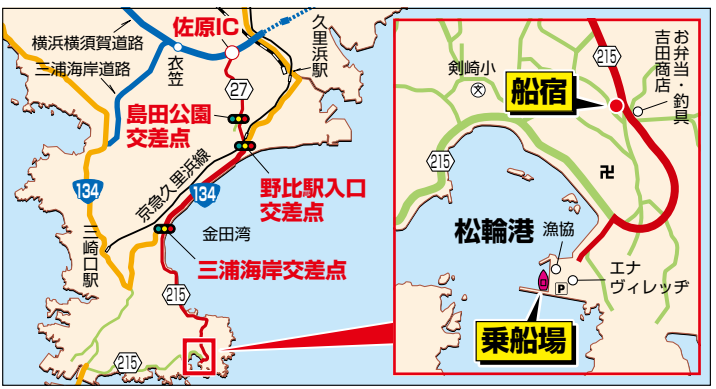 佐原IC
久里浜駅
横浜横須賀道路
衣笠
三浦海岸道路
27
島田公園
交差点
134
京急久里浜線
134
野比駅入口
交差点
三崎口駅
金田湾
三浦海岸交差点
215
215
215
お弁当・釣具
吉田商店
剣崎小
文
船宿
215
卍
松輪港
漁協
エナ
ヴィレッヂ
P
乗船場